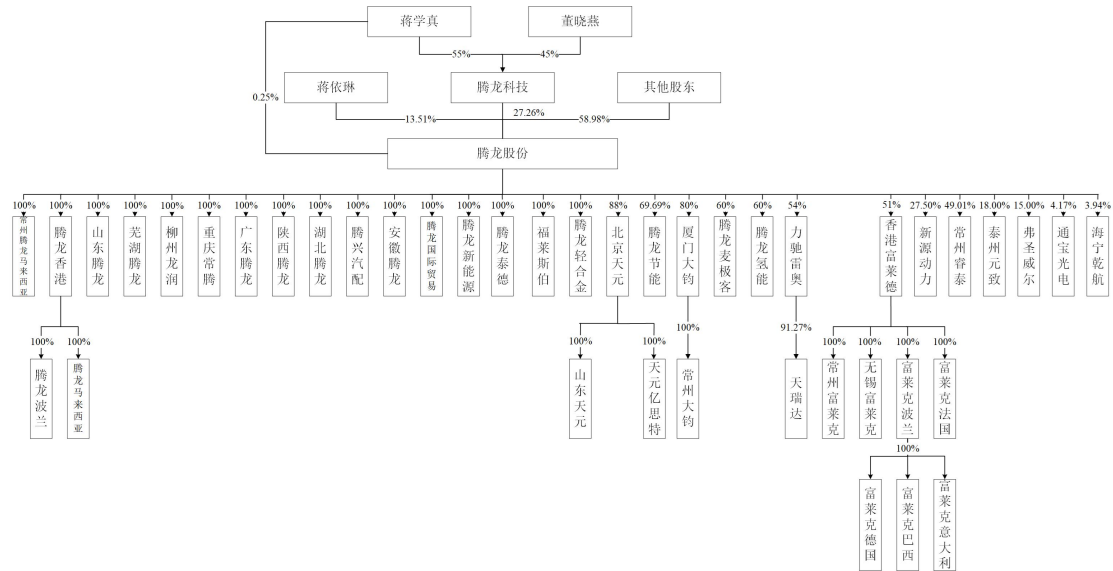 蒋学真
董晓燕
55%
45%
0.25%
蒋依琳
腾龙科技
其他股东
13.51%
27.26%
58.98%
腾龙股份
100% 100% 100% 100% 100% 100% 100% 100% 100% 100% 100% 100% 100% 100% 100% 100% 88% 69.69% 80% 60% 60% 54% 51% 27.50% 49.01% 18.00% 15.00% 4.17% 3.94%
常州腾龙马来西亚
腾龙香港
山东腾龙
芜湖腾龙
柳州龙润
重庆常腾
广东腾龙
陕西腾龙
湖北腾龙
腾兴汽配
安徽腾龙
腾龙国际贸易
腾龙新能源
腾龙泰德
福莱斯伯
腾龙轻合金
北京天元
腾龙节能
厦门大钧
腾龙麦极客
腾龙氢能
力驰雷奥
香港富莱德
新源动力
常州睿泰
泰州元致
弗圣威尔
通宝光电
海宁乾航
100% 100% 100% 100% 100% 91.27% 100% 100% 100% 100%
腾龙波兰
腾龙马来西亚
山东天元
天元亿思特
常州大钧
天瑞达
常州富莱克
无锡富莱克
富莱克波兰
富莱克法国
100%
富莱克德国
富莱克巴西
富莱克意大利